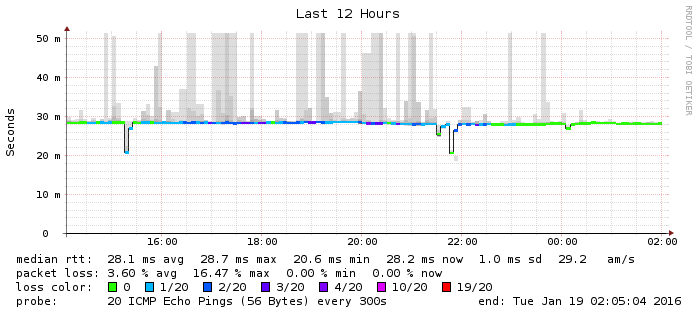 Last 12 Hours
RRDTOOL / TOBI OETIKER
Seconds
50 m
40 m
30 m
20 m
10 m
0
16:00 18:00 20:00 22:00 00:00 02:00
median rtt: 28.1 ms avg 28.7 ms max 20.6 ms min 28.2 ms now 1.0 ms sd 29.2 am/s
packet loss: 3.60 % avg 16.47 % max 0.00 % min 0.00 % now
loss color: 0 1/20 2/20 3/20 4/20 10/20 19/20
probe: 20 ICMP Echo Pings (56 Bytes) every 300s end: Tue Jan 19 02:05:04 2016